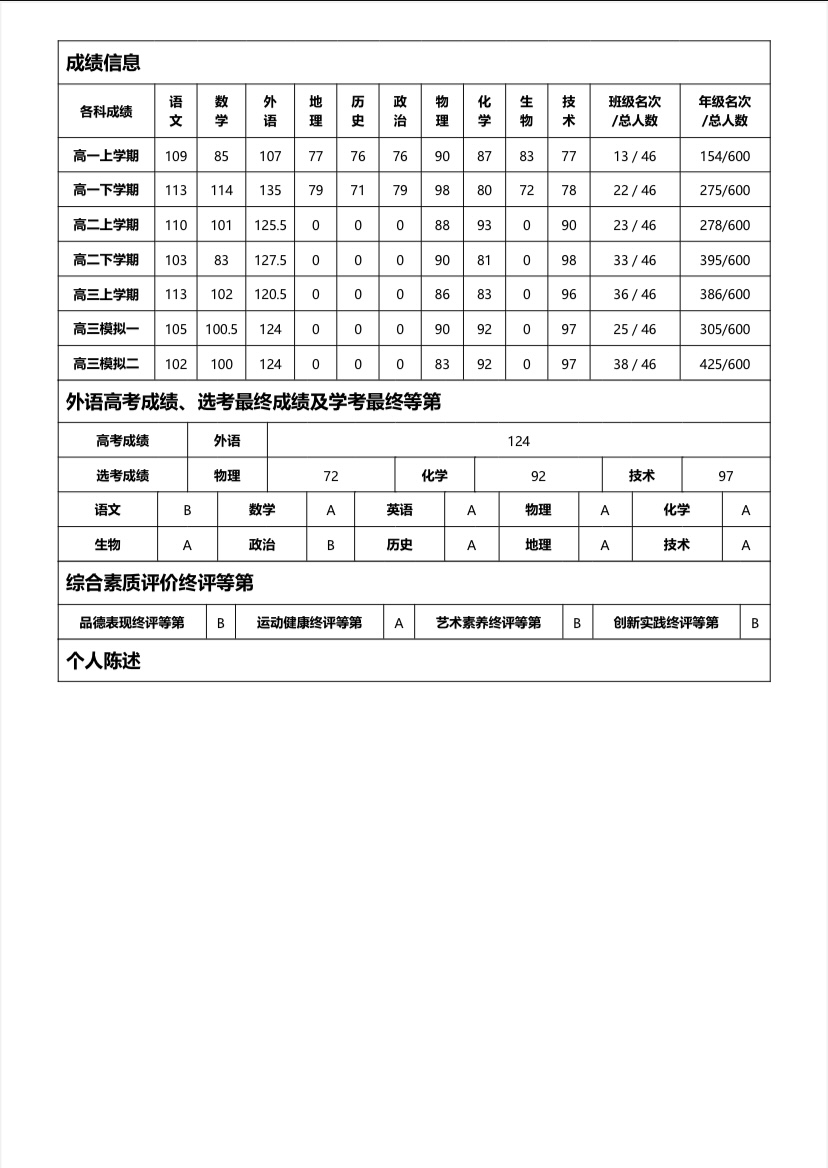 成绩信息
各科成绩 语文 数学 外语 地理 历史 政治 物理 化学 生物 技术 班级名次/总人数 年级名次/总人数
高一上学期 109 85 107 77 76 76 90 87 83 77 13 / 46 154/600
高一下学期 113 114 135 79 71 79 98 80 72 78 22 / 46 275/600
高二上学期 110 101 125.5 0 0 0 88 93 0 90 23 / 46 278/600
高二下学期 103 83 127.5 0 0 0 90 81 0 98 33 / 46 395/600
高三上学期 113 102 120.5 0 0 0 86 83 0 96 36 / 46 386/600
高三模拟一 105 100.5 124 0 0 0 90 92 0 97 25 / 46 305/600
高三模拟二 102 100 124 0 0 0 83 92 0 97 38 / 46 425/600
外语高考成绩、选考最终成绩及学考最终等第
高考成绩 外语 124
选考成绩 物理 72 化学 92 技术 97
语文 B 数学 A 英语 A 物理 A 化学 A
生物 A 政治 B 历史 A 地理 A 技术 A
综合素质评价终评等第
品德表现终评等第 B 运动健康终评等第 A 艺术素养终评等第 B 创新实践终评等第 B
个人陈述